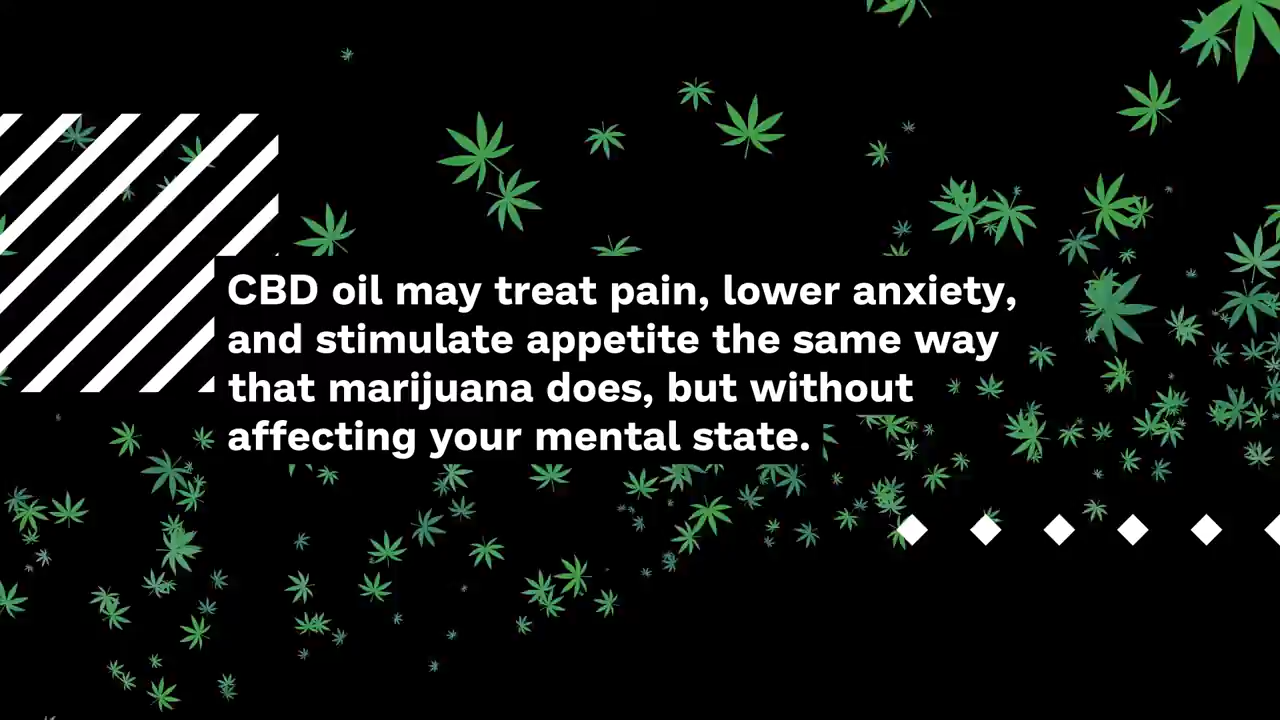 CBD oil may treat pain, lower anxiety,
and stimulate appetite the same way
that marijuana does, but without
affecting your mental state.